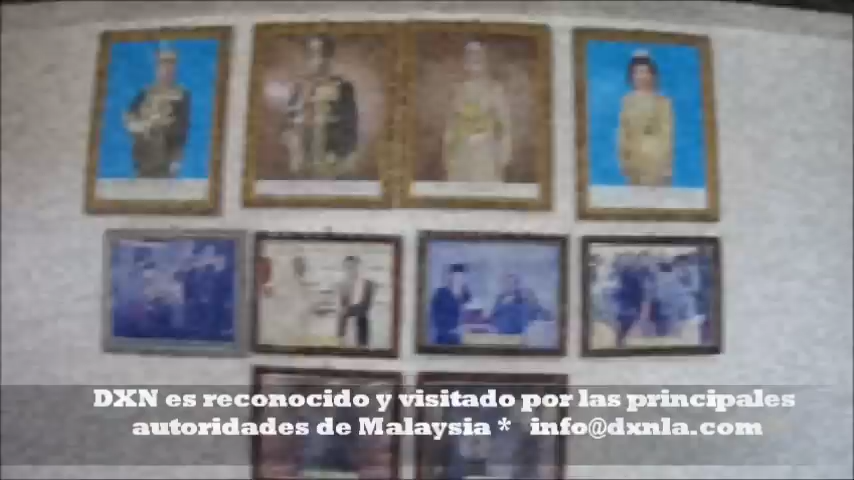 DXN es reconocido y visitado por las principales
autoridades de Malaysia *  info@dxnla.com